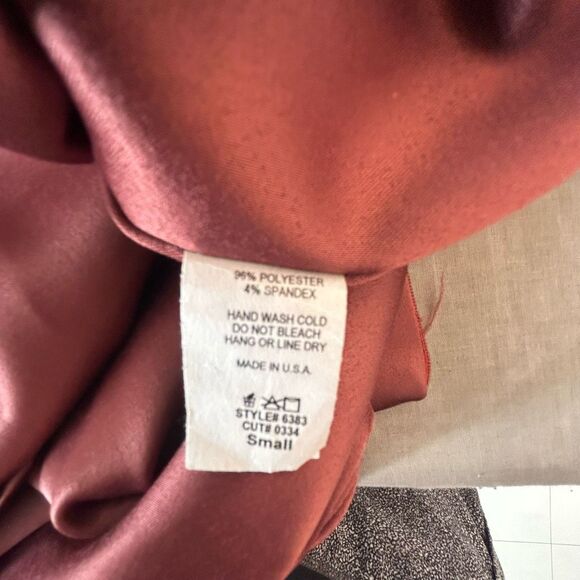 96% POLYESTER
4% SPANDEX
HAND WASH COLD
DO NOT BLEACH
HANG OR LINE DRY
MADE IN U.S.A.
STYLE# 6383
CUT# 0334
Small